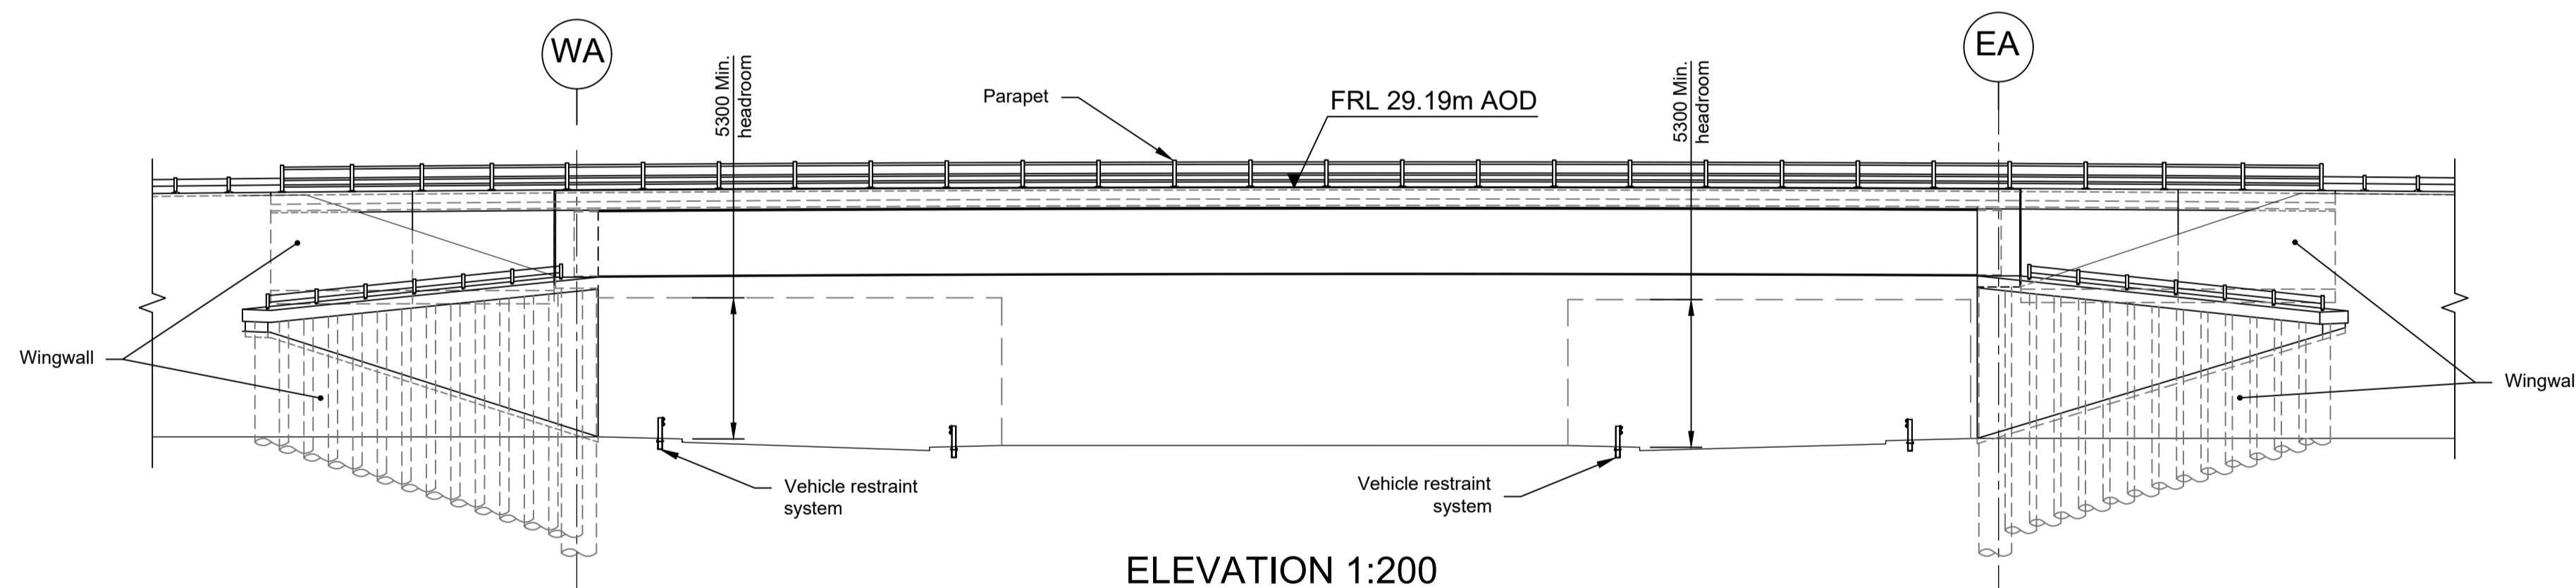 WA
EA
5300 Min.
headroom
Parapet
FRL 29.19m AOD
5300 Min.
headroom
Wingwall
Wingwal
Vehicle restraint
system
Vehicle restraint
system
ELEVATION 1:200